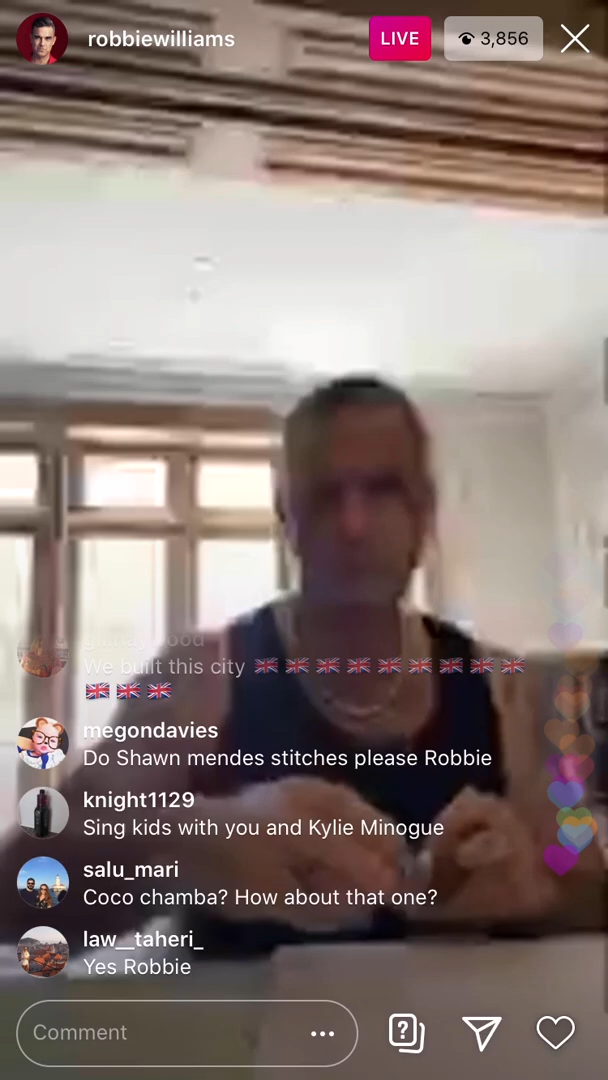 robbiewilliams
LIVE
3,856
We built this city 🇬🇧 🇬🇧 🇬🇧 🇬🇧 🇬🇧 🇬🇧 🇬🇧 🇬🇧 🇬🇧
🇬🇧 🇬🇧 🇬🇧
megondavies
Do Shawn mendes stitches please Robbie
knight1129
Sing kids with you and Kylie Minogue
salu_mari
Coco chamba? How about that one?
law__taheri_
Yes Robbie
Comment